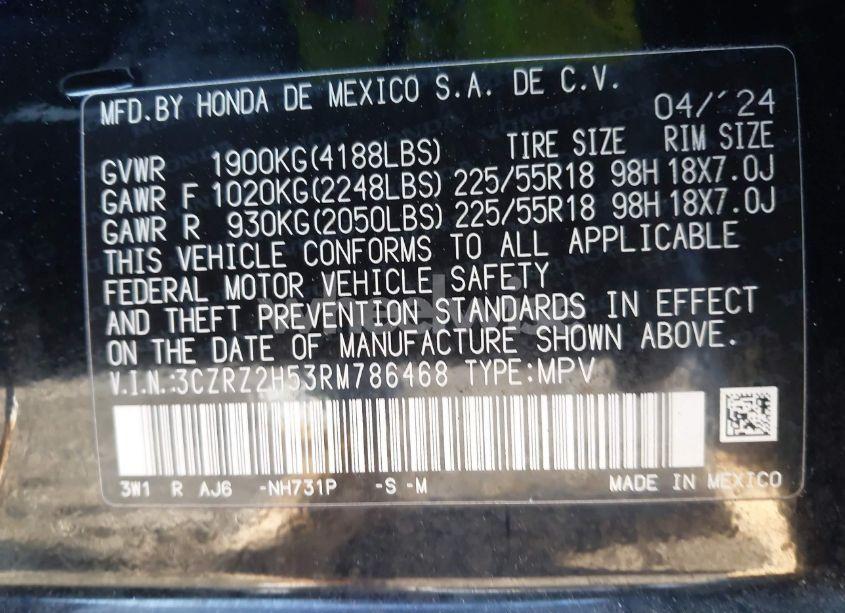 MFD.BY HONDA DE MEXICO S.A. DE C.V. 04/'24
TIRE SIZE RIM SIZE
GVWR 1900KG(4188LBS)
GAWR F 1020KG(2248LBS) 225/55R18 98H 18X7.0J
GAWR R 930KG(2050LBS) 225/55R18 98H 18X7.0J
THIS VEHICLE CONFORMS TO ALL APPLICABLE
FEDERAL MOTOR VEHICLE SAFETY
AND THEFT PREVENTION STANDARDS IN EFFECT
ON THE DATE OF MANUFACTURE SHOWN ABOVE.
V.I.N.:3CZRZ2H53RM786468 TYPE:MPV
3W1 R AJ6 -NH731P -S -M MADE IN MEXICO